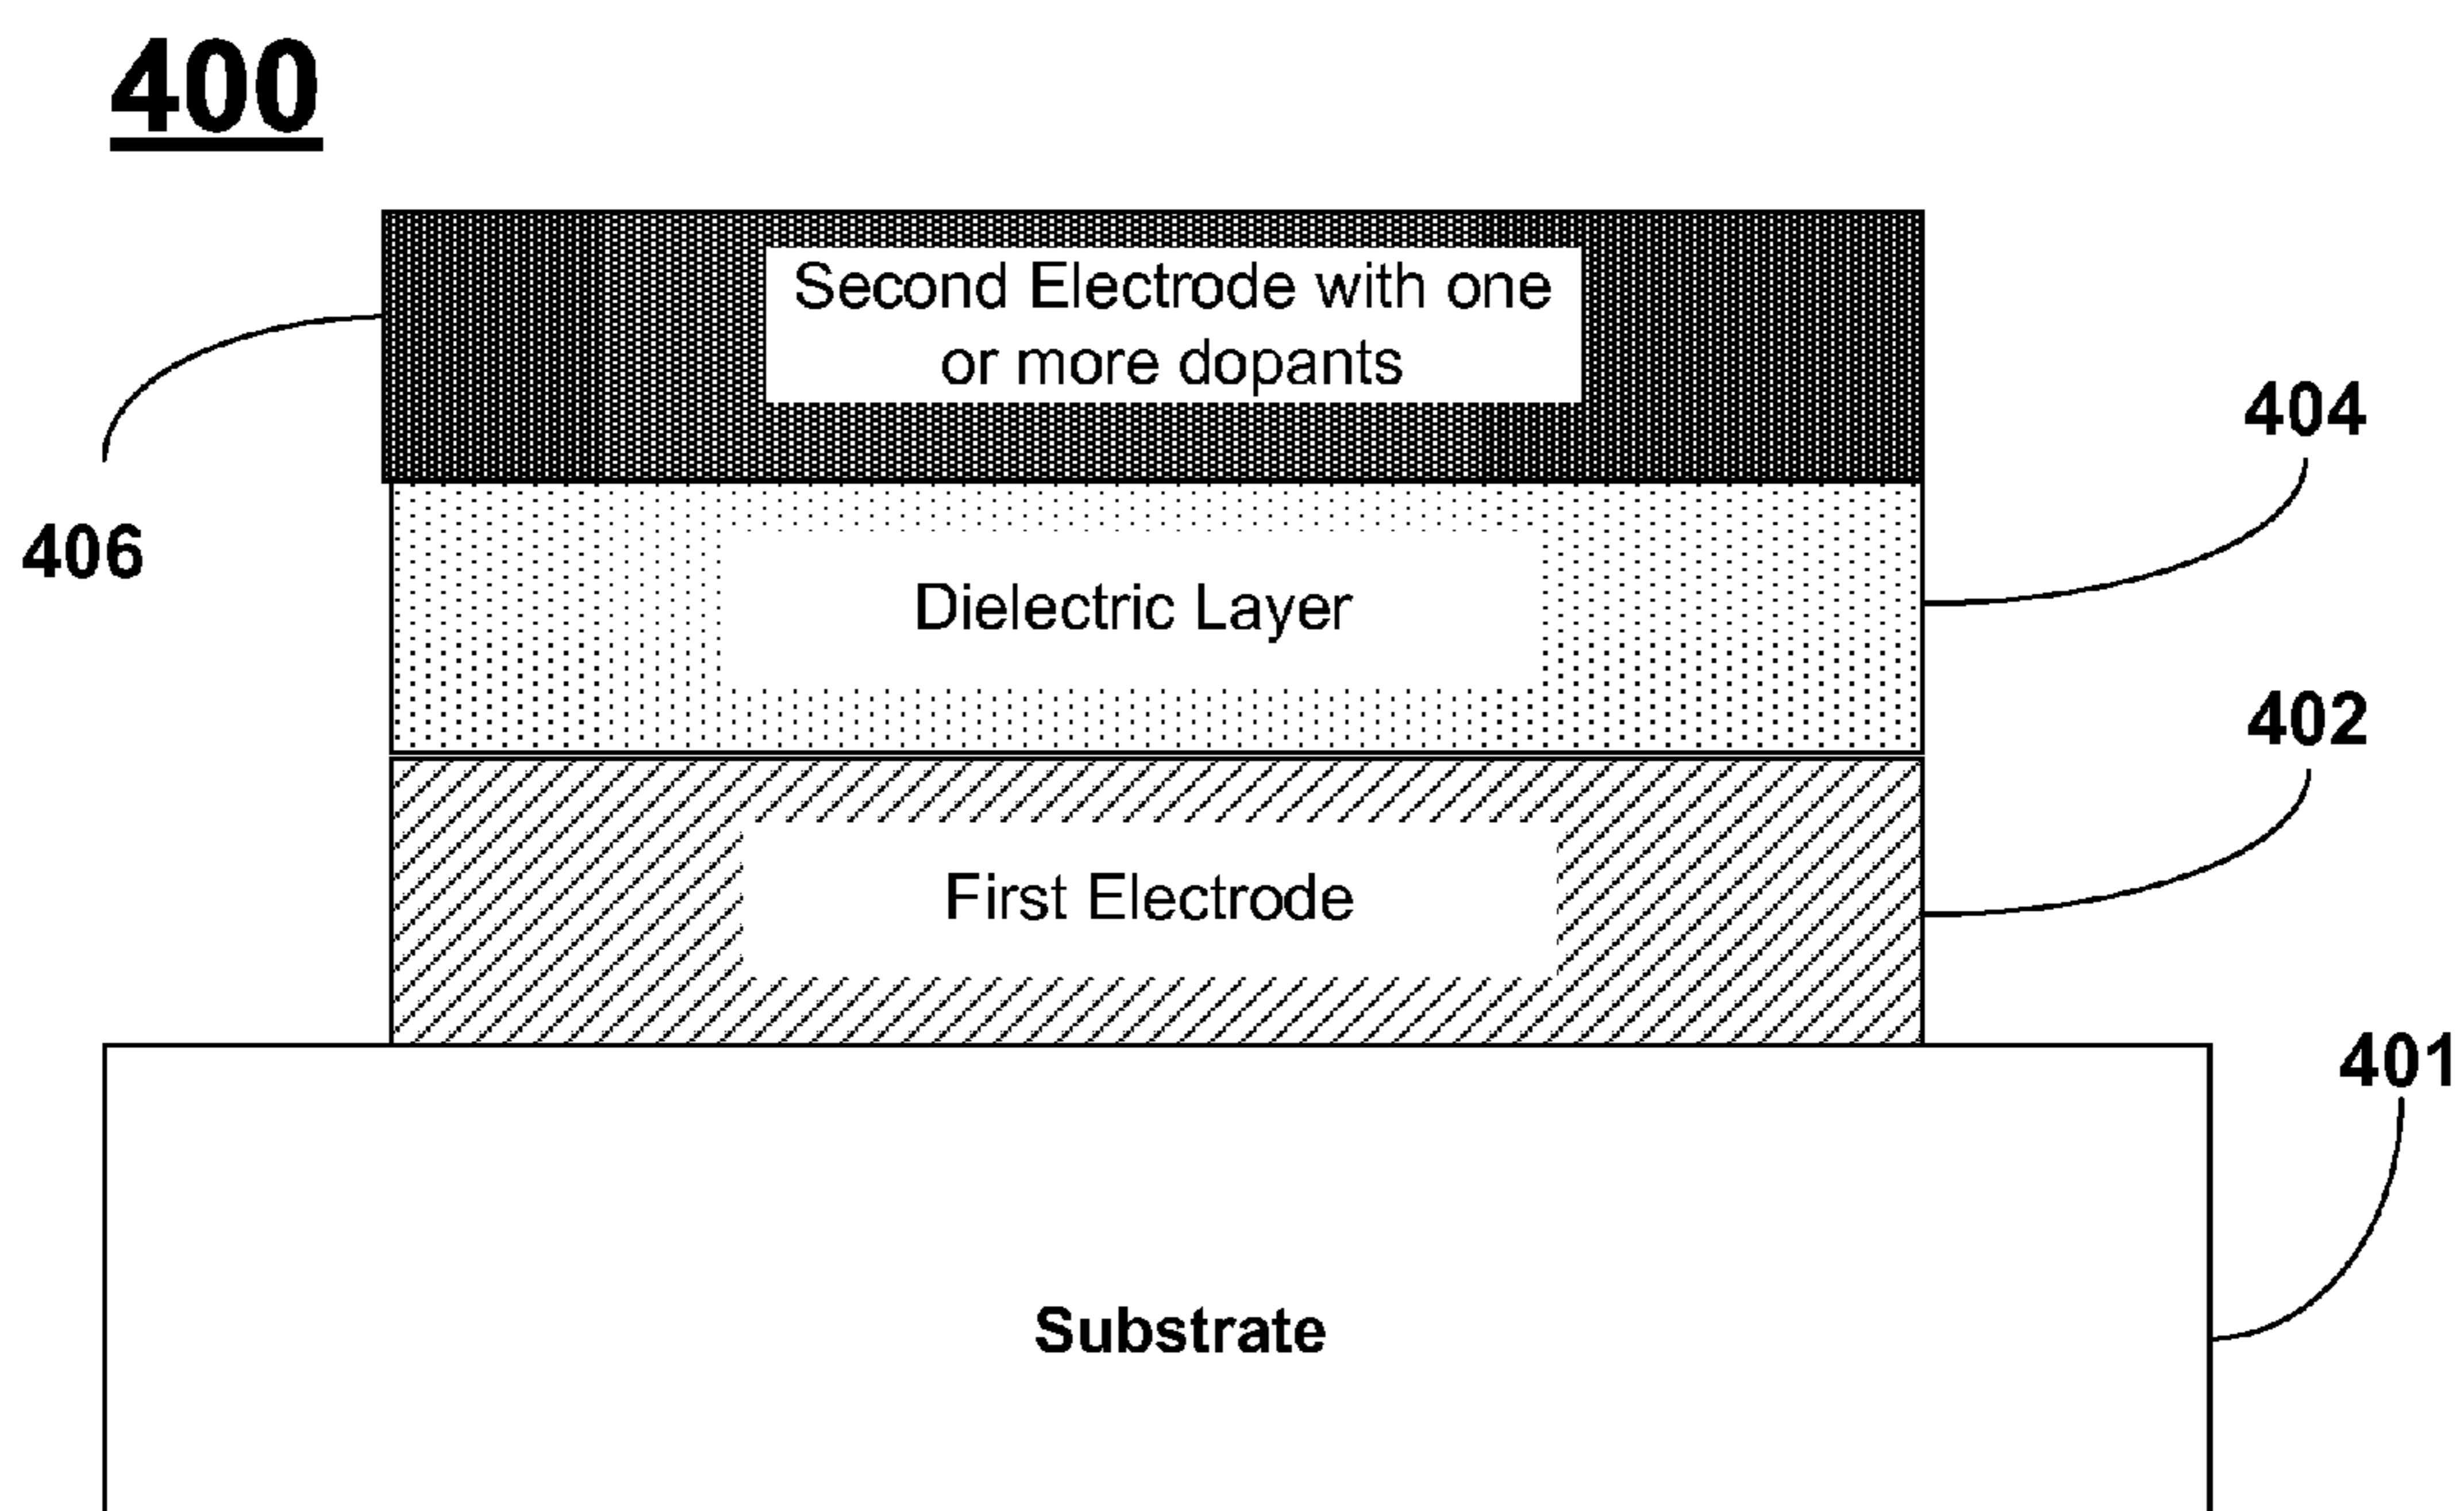 400
Second Electrode with one
or more dopants
404
406
Dielectric Layer
402
First Electrode
401
Substrate